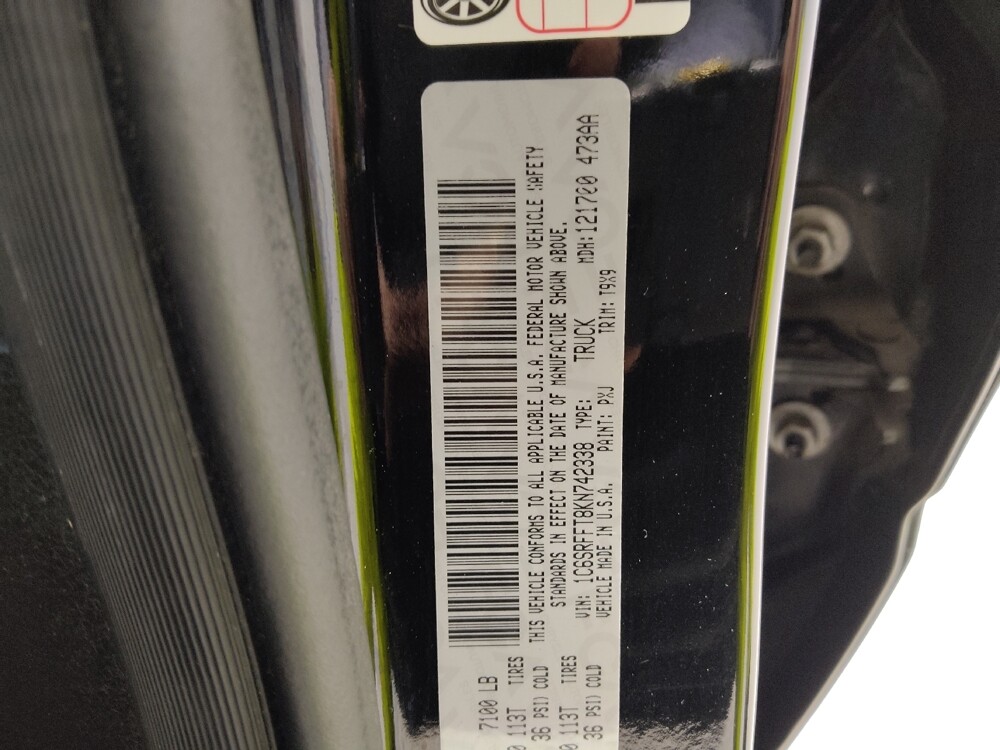 7100 LB
113T TIRES
36 PSI) COLD
113T TIRES
36 PSI) COLD
THIS VEHICLE CONFORMS TO ALL APPLICABLE U.S.A. FEDERAL MOTOR VEHICLE SAFETY
STANDARDS IN EFFECT ON THE DATE OF MANUFACTURE SHOWN ABOVE.
VIN: 1C6SRFFT8KN742338 TYPE: TRUCK MDH: 121700 473AA
VEHICLE MADE IN U.S.A. PAINT: PXJ TRIM: T9X9